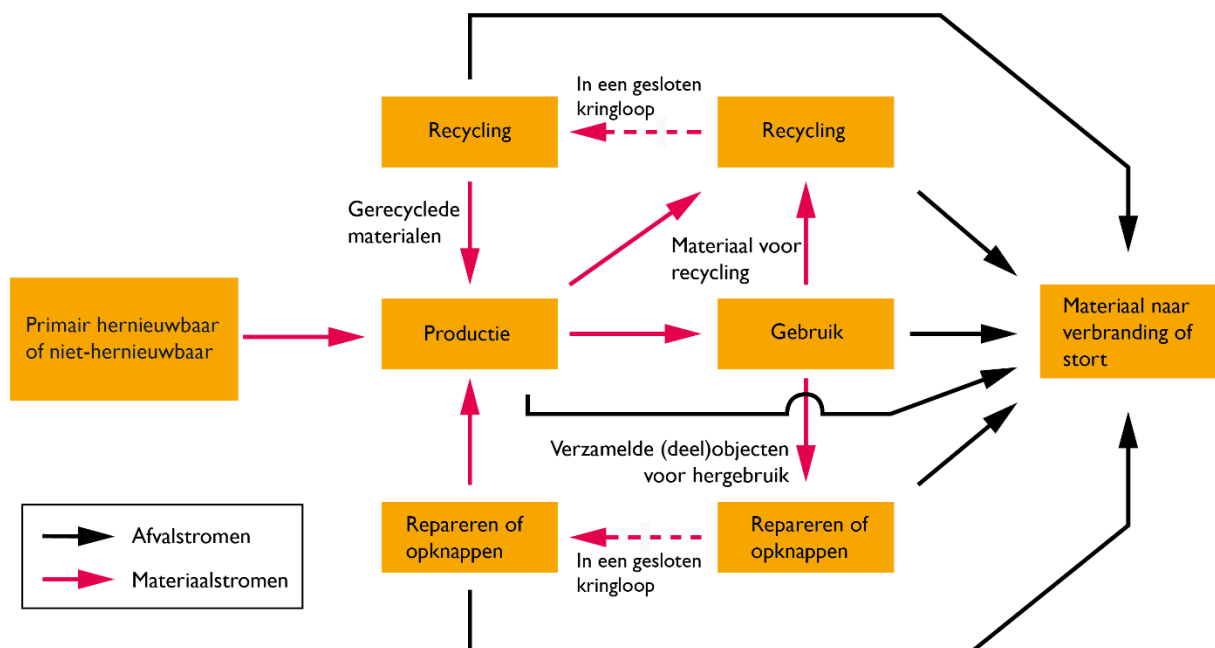 In een gesloten
kringloop
Recycling
Recycling
Gerecyclede
materialen
Materiaal voor
recycling
Primair hernieuwbaar
of niet-hernieuwbaar
Productie
Gebruik
Materiaal naar
verbranding of
stort
Verzamelde (deel)objecten
voor hergebruik
Repareren of
opknappen
Repareren of
opknappen
In een gesloten
kringloop
Afvalstromen
Materiaalstromen